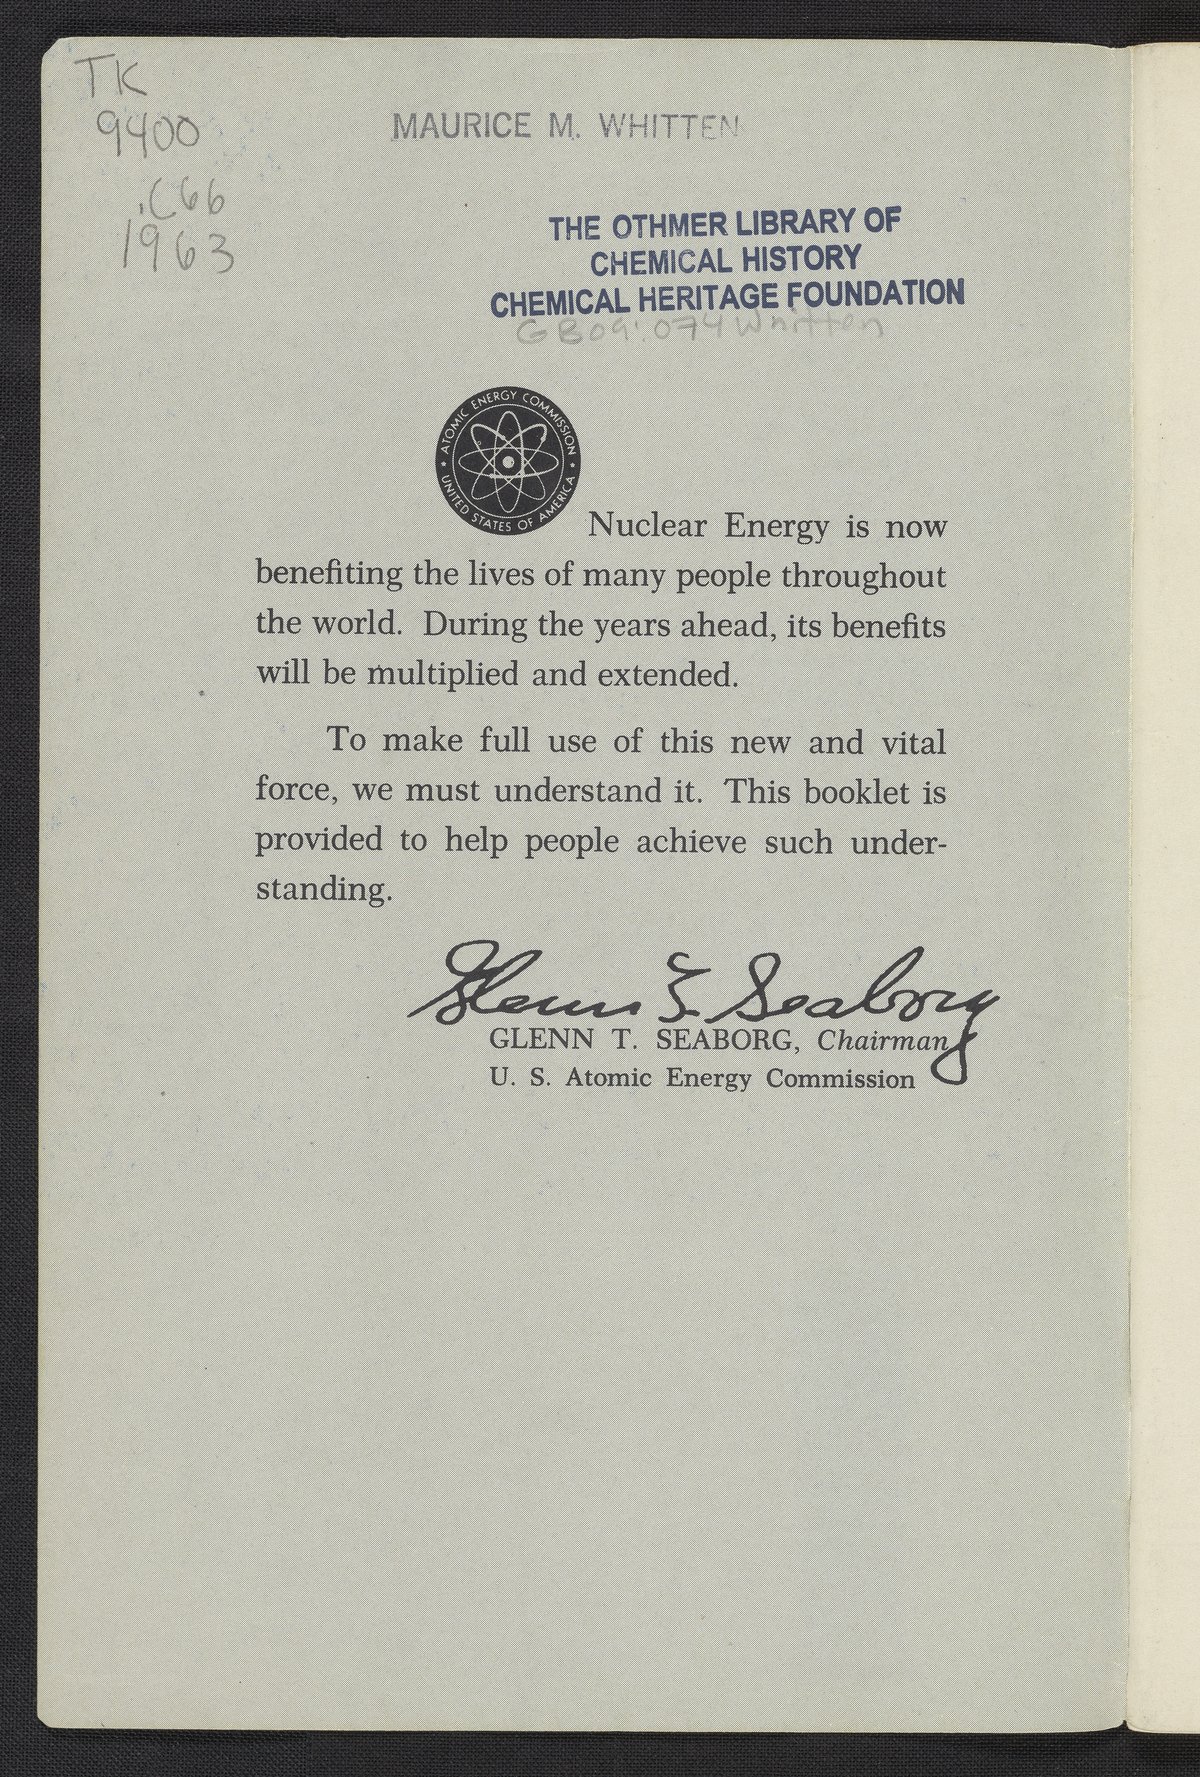 TK
9400
.C66
1963
MAURICE M. WHITTEN
THE OTHMER LIBRARY OF
CHEMICAL HISTORY
CHEMICAL HERITAGE FOUNDATION
GB09:074 Whitten
ATOMIC ENERGY COMMISSION
UNITED STATES OF AMERICA
Nuclear Energy is now
benefiting the lives of many people throughout
the world. During the years ahead, its benefits
will be multiplied and extended.
To make full use of this new and vital
force, we must understand it. This booklet is
provided to help people achieve such under-
standing.
Glenn T. Seaborg
GLENN T. SEABORG, Chairman
U. S. Atomic Energy Commission